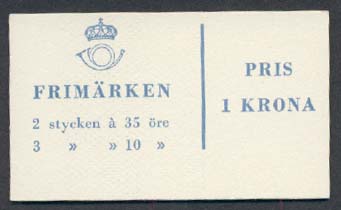 FRIMÄRKEN
2 stycken à 35 öre
3 » » 10 »
PRIS
1 KRONA